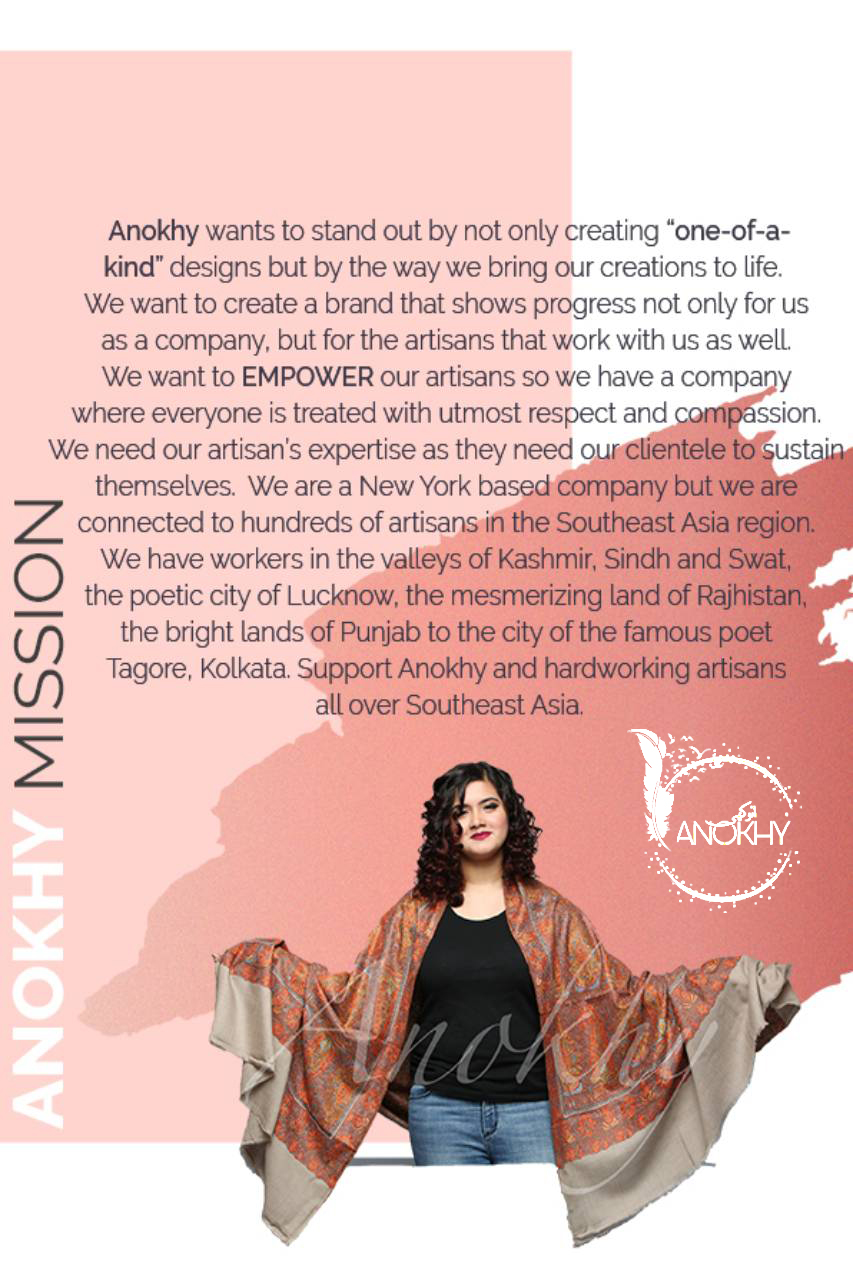 Anokhy wants to stand out by not only creating “one-of-a-
kind” designs but by the way we bring our creations to life.
We want to create a brand that shows progress not only for us
as a company, but for the artisans that work with us as well.
We want to EMPOWER our artisans so we have a company
where everyone is treated with utmost respect and compassion.
We need our artisan’s expertise as they need our clientele to sustain
themselves. We are a New York based company but we are
connected to hundreds of artisans in the Southeast Asia region.
We have workers in the valleys of Kashmir, Sindh and Swat,
the poetic city of Lucknow, the mesmerizing land of Rajhistan,
the bright lands of Punjab to the city of the famous poet
Tagore, Kolkata. Support Anokhy and hardworking artisans
all over Southeast Asia.
ANOKHY MISSION
ANOKHY
Anokhy